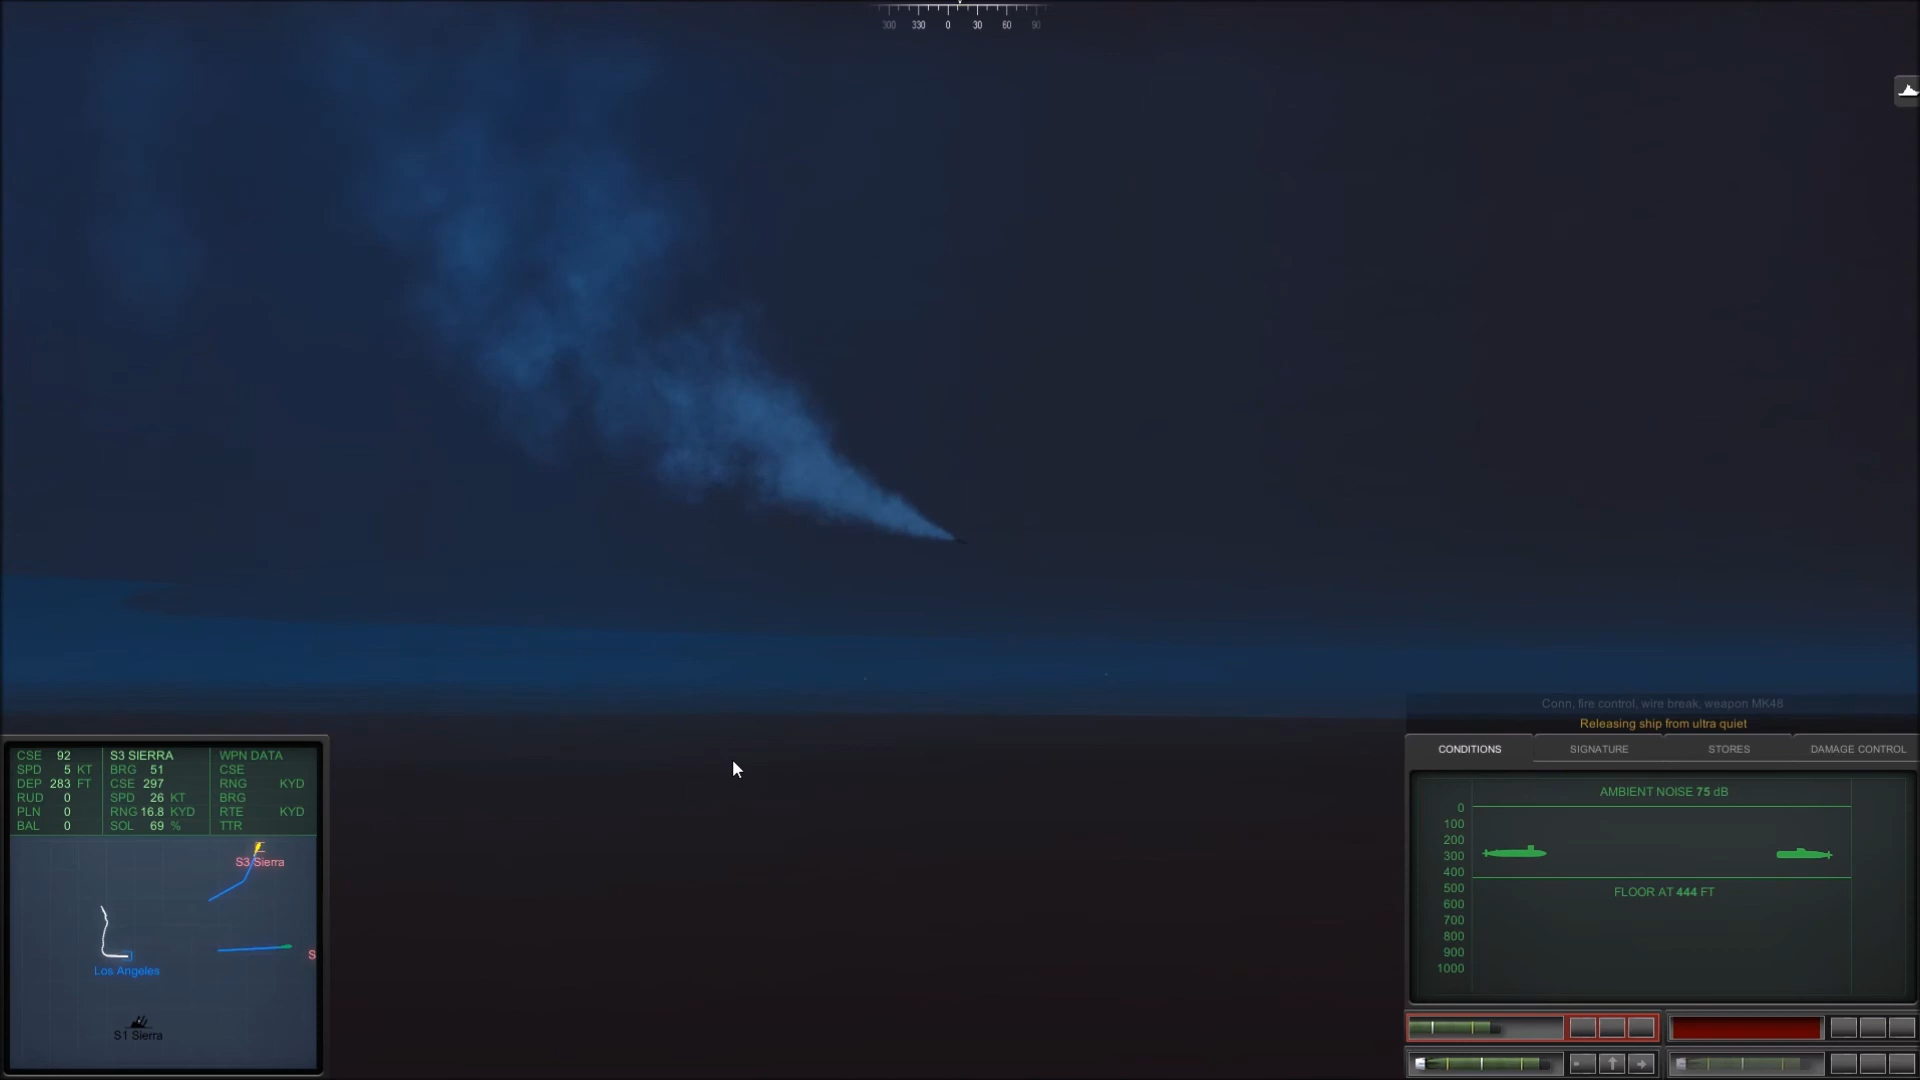 300 330 0 30 60 90
Conn, fire control, wire break, weapon MK48
Releasing ship from ultra quiet
CSE 92
SPD 5 KT
DEP 283 FT
RUD 0
PLN 0
BAL 0
S3 SIERRA
BRG 51
CSE 297
SPD 26 KT
RNG 16.8 KYD
SOL 69 %
WPN DATA
CSE
RNG KYD
BRG
RTE KYD
TTR
S3 Sierra
S
Los Angeles
S1 Sierra
CONDITIONS SIGNATURE STORES DAMAGE CONTROL
AMBIENT NOISE 75 dB
0
100
200
300
400
500
600
700
800
900
1000
FLOOR AT 444 FT